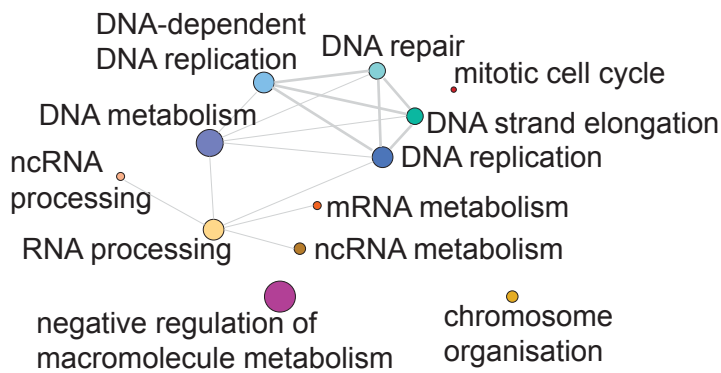 DNA-dependent
DNA replication
DNA repair
mitotic cell cycle
DNA metabolism
DNA strand elongation
DNA replication
ncRNA
processing
mRNA metabolism
RNA processing
ncRNA metabolism
negative regulation of
macromolecule metabolism
chromosome
organisation